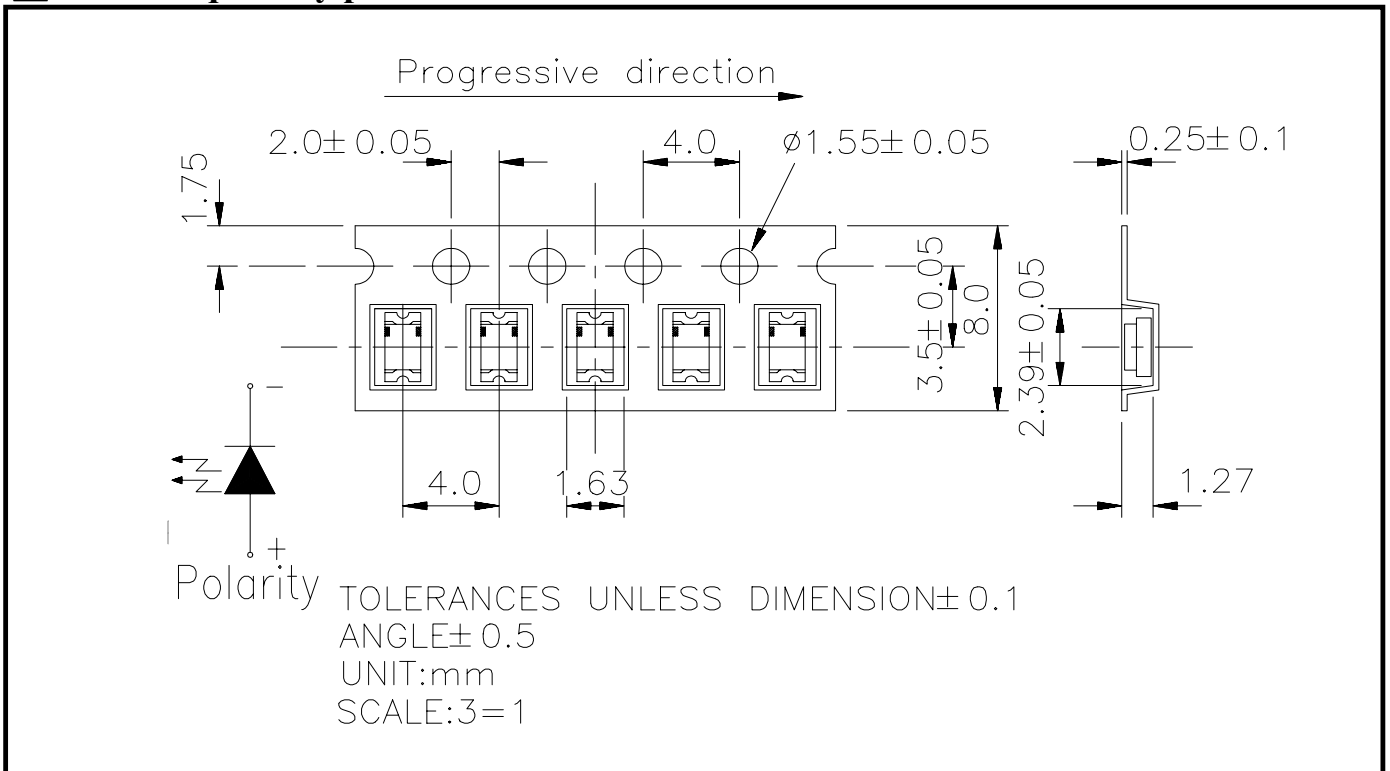 Progressive direction
2.0±0.05
4.0
ø1.55±0.05
0.25±0.1
1.75
3.5±0.05
8.0
2.39±0.05
-
4.0
1.63
1.27
+
Polarity
TOLERANCES UNLESS DIMENSION±0.1
ANGLE±0.5
UNIT:mm
SCALE:3=1